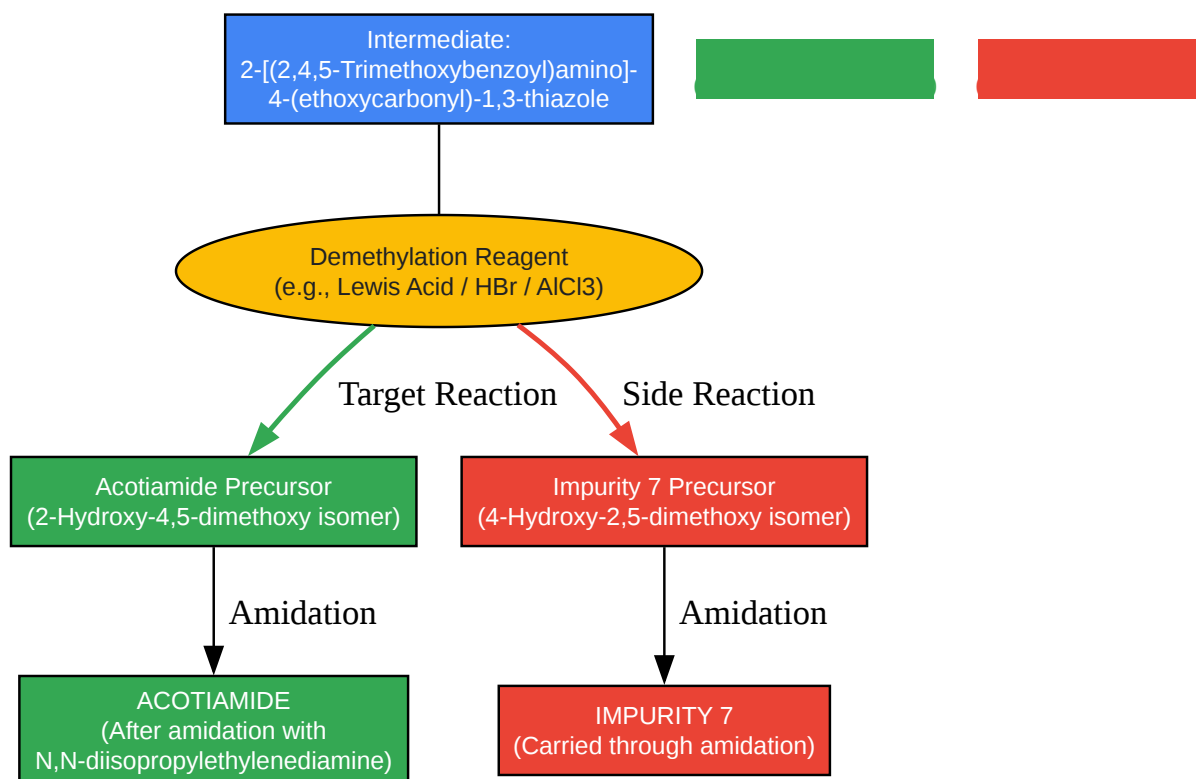 Intermediate:
2-[(2,4,5-Trimethoxybenzoyl)amino]-
4-(ethoxycarbonyl)-1,3-thiazole
Demethylation Reagent
(e.g., Lewis Acid / HBr / AlCl3)
Target Reaction
Side Reaction
Acotiamide Precursor
(2-Hydroxy-4,5-dimethoxy isomer)
Impurity 7 Precursor
(4-Hydroxy-2,5-dimethoxy isomer)
Amidation
Amidation
ACOTIAMIDE
(After amidation with
N,N-diisopropylethylenediamine)
IMPURITY 7
(Carried through amidation)